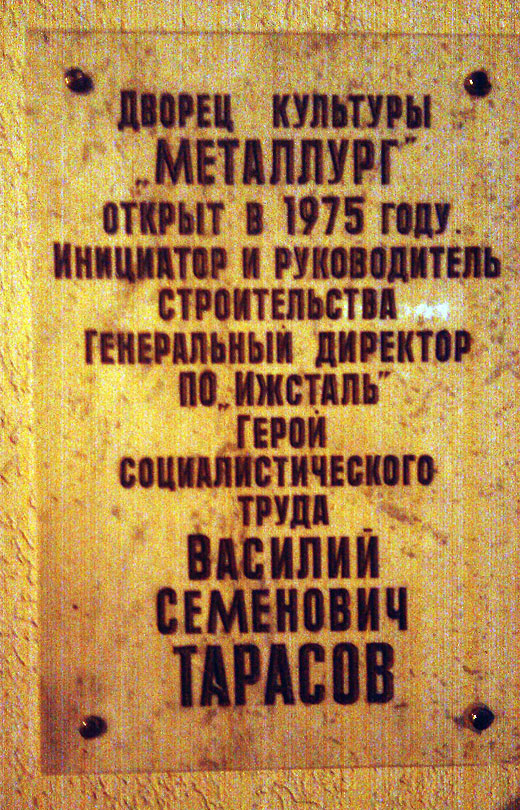 ДВОРЕЦ КУЛЬТУРЫ
„МЕТАЛЛУРГ"
ОТКРЫТ В 1975 ГОДУ.
ИНИЦИАТОР И РУКОВОДИТЕЛЬ
СТРОИТЕЛЬСТВА
ГЕНЕРАЛЬНЫЙ ДИРЕКТОР
ПО „ИЖСТАЛЬ"
ГЕРОЙ
СОЦИАЛИСТИЧЕСКОГО
ТРУДА
ВАСИЛИЙ
СЕМЕНОВИЧ
ТАРАСОВ